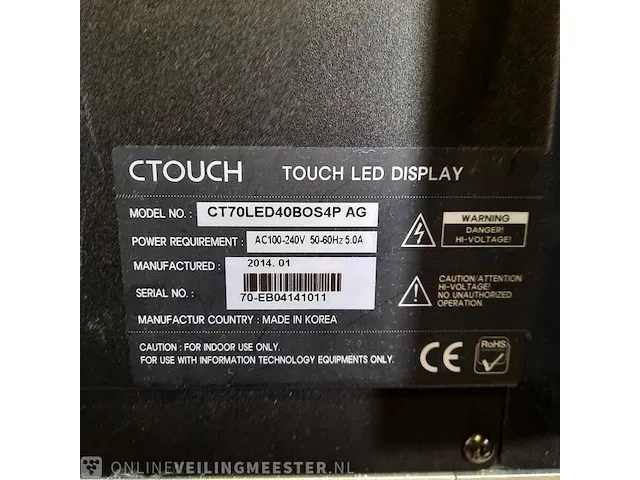 CTOUCH TOUCH LED DISPLAY
MODEL NO. : CT70LED40BOS4P AG
POWER REQUIREMENT : AC100-240V 50-60Hz 5.0A
MANUFACTURED : 2014. 01
SERIAL NO. : 70-EB04141011
MANUFACTUR COUNTRY : MADE IN KOREA
CAUTION : FOR INDOOR USE ONLY.
FOR USE WITH INFORMATION TECHNOLOGY EQUIPMENTS ONLY.
WARNING
DANGER!
HI-VOLTAGE!
CAUTION/ATTENTION
HI-VOLTAGE!
NO UNAUTHORIZED
OPERATION.
CE
RoHS
ONLINEVEILINGMEESTER.NL